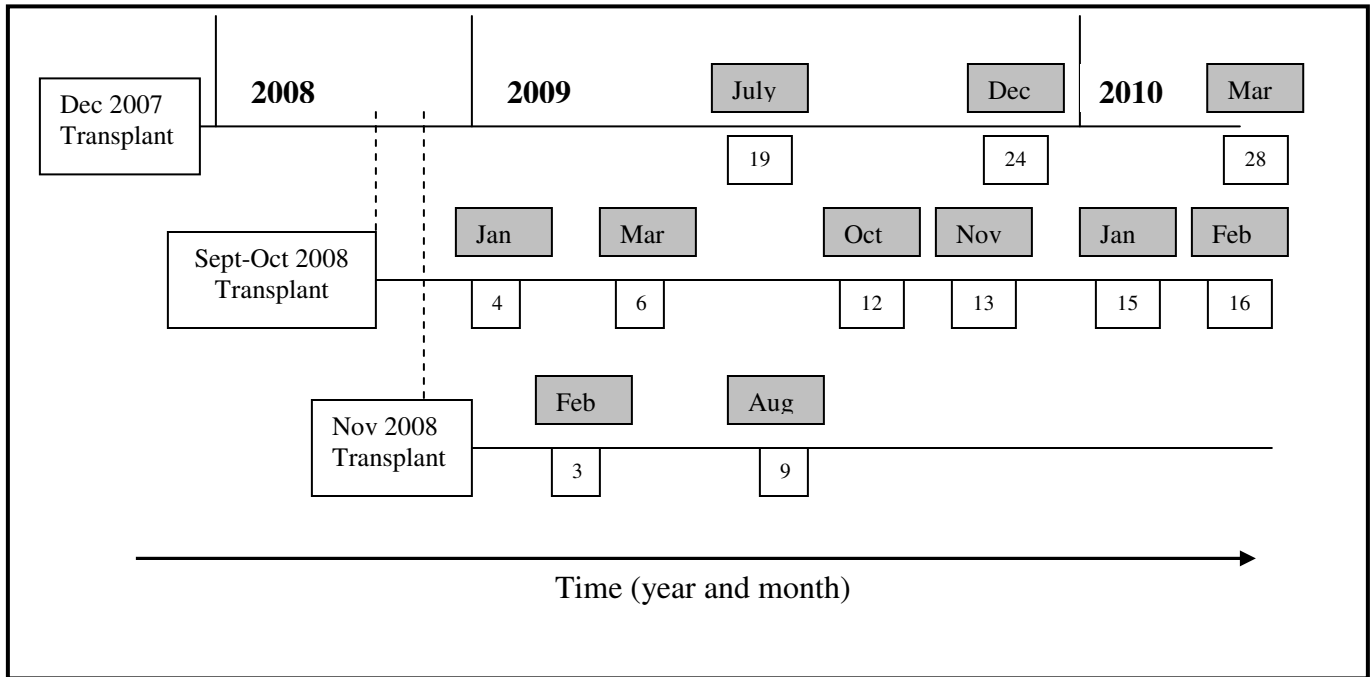 2008
2009
July
Dec
2010
Mar
Dec 2007
Transplant
19
24
28
Jan
Mar
Oct
Nov
Jan
Feb
Sept-Oct 2008
Transplant
4
6
12
13
15
16
Feb
Aug
Nov 2008
Transplant
3
9
Time (year and month)